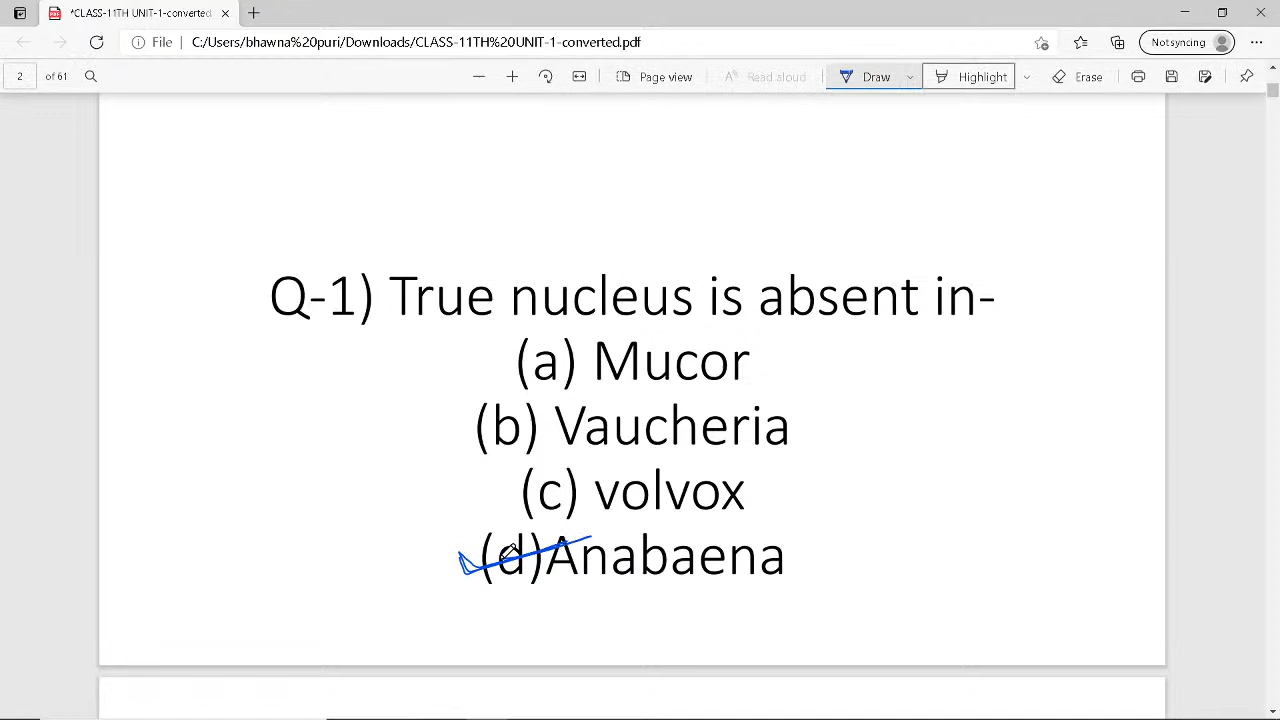 *CLASS-11TH UNIT-1-converted
File C:/Users/bhawna%20puri/Downloads/CLASS-11TH%20UNIT-1-converted.pdf Not syncing
2 of 61 Page view Read aloud Draw Highlight Erase
Q-1) True nucleus is absent in-
(a) Mucor
(b) Vaucheria
(c) volvox
(d)Anabaena